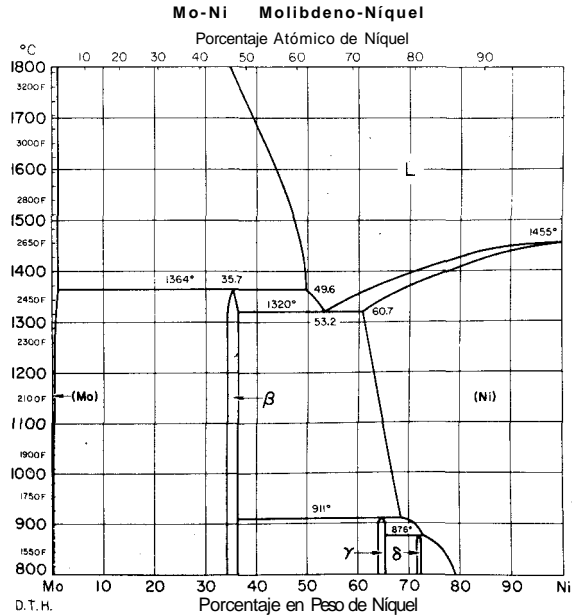 Mo-Ni Molibdeno-Níquel
Porcentaje Atómico de Níquel
°C
10 20 30 40 50 60 70 80 90
1800
3200F
1700
3000F
1600
L
2800F
1500
2650F
1455°
1400
1364° 35.7 49.6
2450F
1320°
1300
53.2 60.7
2300F
1200
2100F
(Mo) β (Ni)
1100
1900F
1000
1750F
911°
900
876°
1550F
γ δ
800
Mo 10 20 30 40 50 60 70 80 90 Ni
D.T.H. Porcentaje en Peso de Níquel